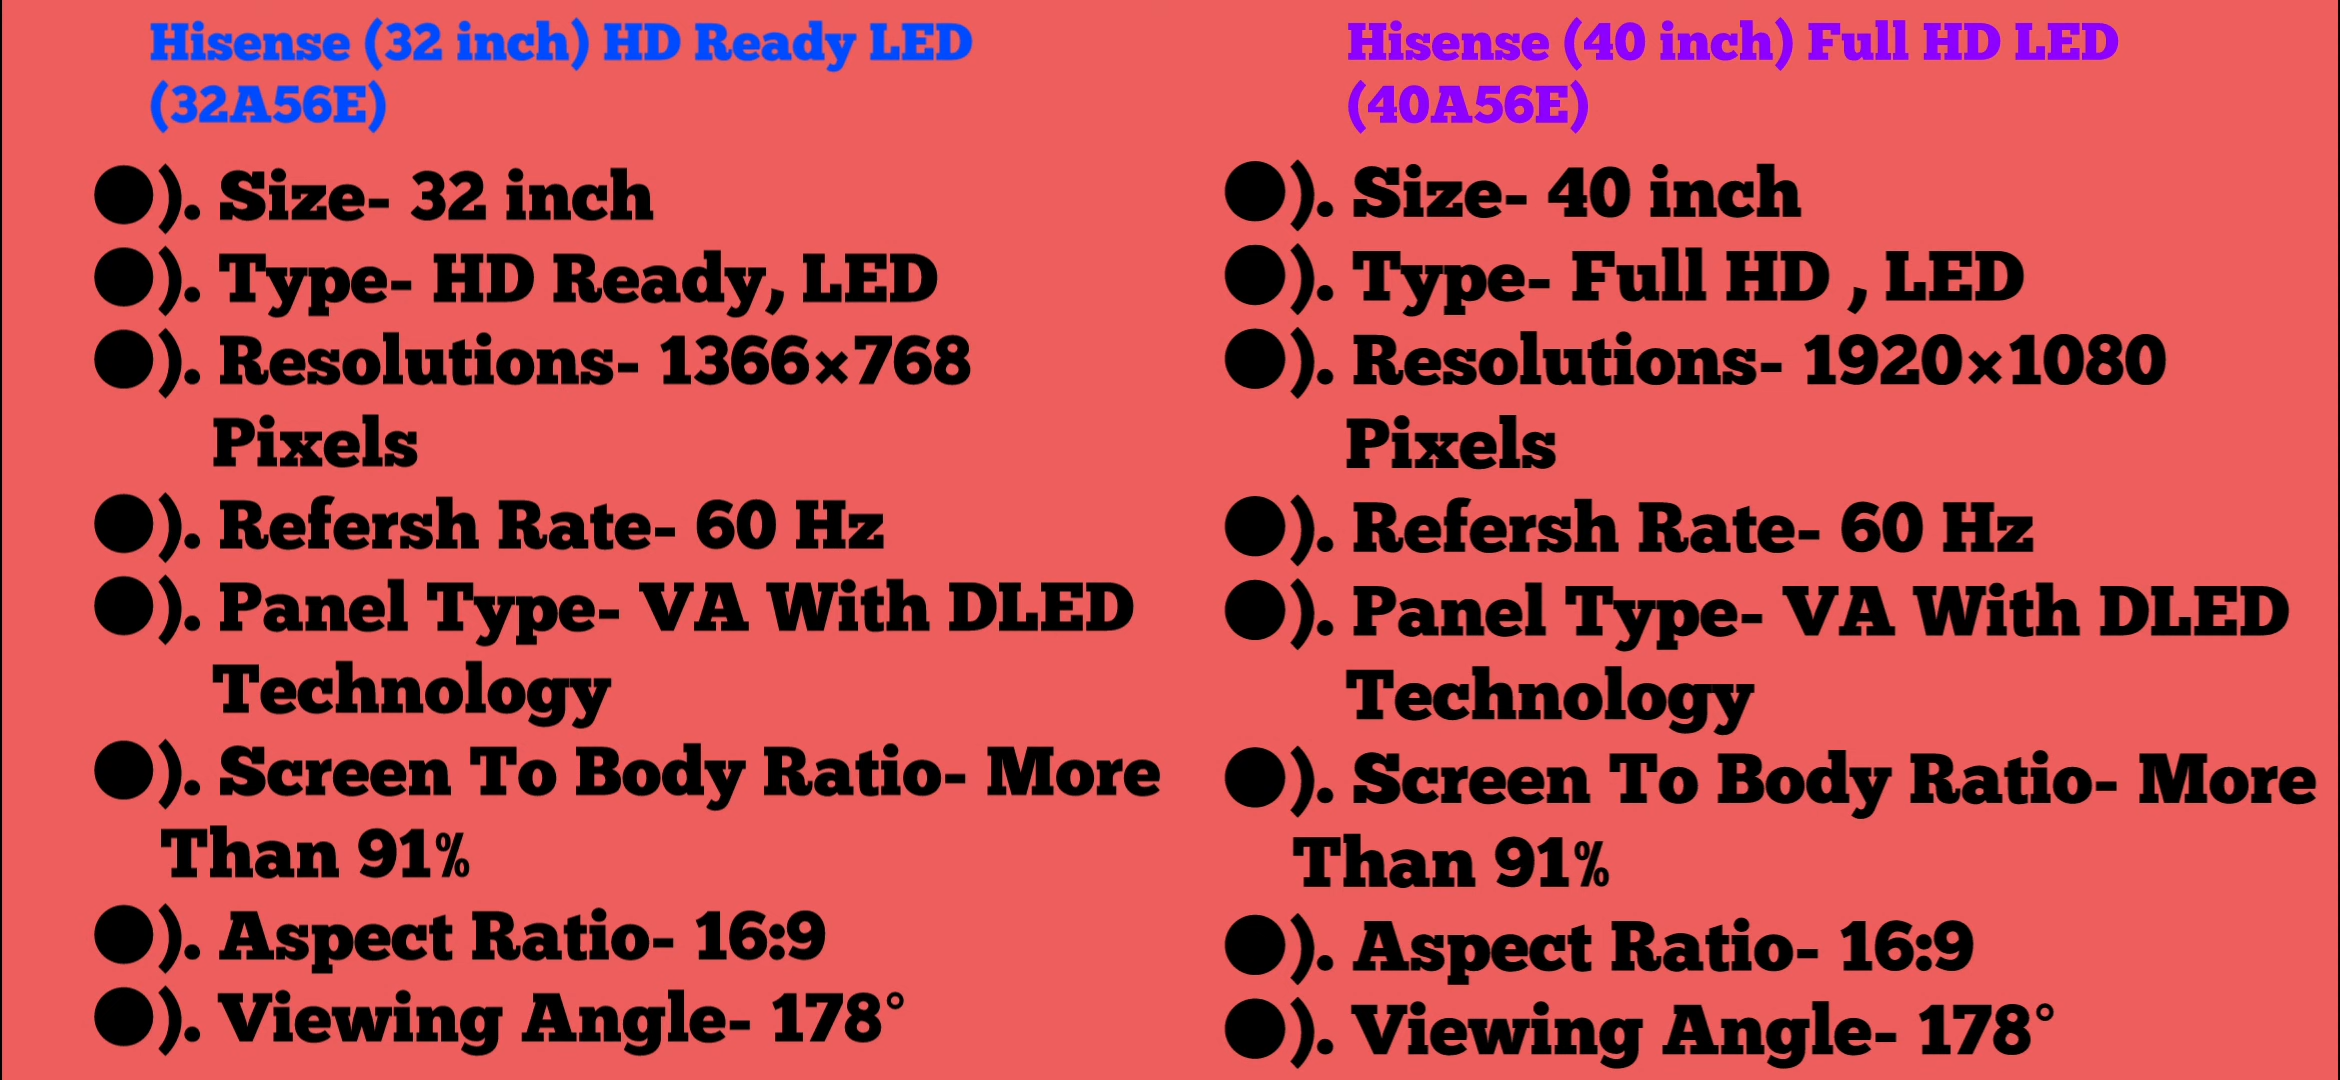 Hisense (32 inch) HD Ready LED
(32A56E)
●). Size- 32 inch
●). Type- HD Ready, LED
●). Resolutions- 1366×768
Pixels
●). Refersh Rate- 60 Hz
●). Panel Type- VA With DLED
Technology
●). Screen To Body Ratio- More
Than 91%
●). Aspect Ratio- 16:9
●). Viewing Angle- 178°
Hisense (40 inch) Full HD LED
(40A56E)
●). Size- 40 inch
●). Type- Full HD , LED
●). Resolutions- 1920×1080
Pixels
●). Refersh Rate- 60 Hz
●). Panel Type- VA With DLED
Technology
●). Screen To Body Ratio- More
Than 91%
●). Aspect Ratio- 16:9
●). Viewing Angle- 178°